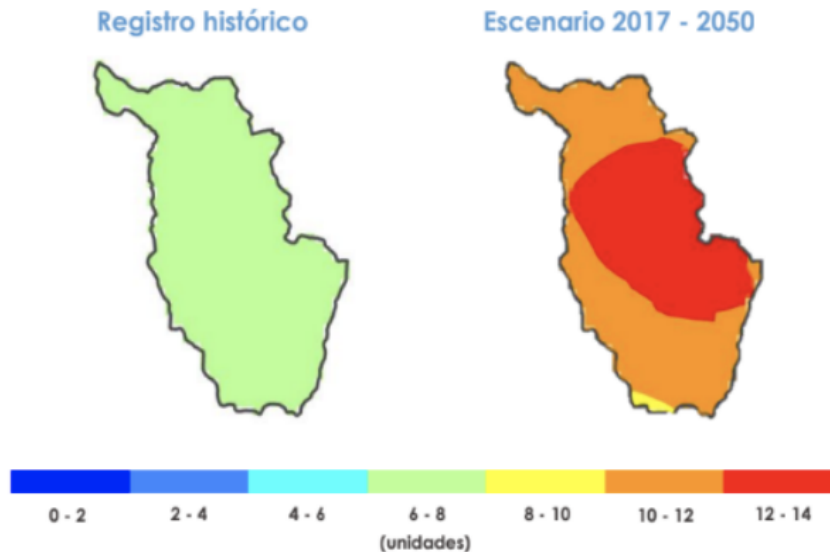 Registro histórico
Escenario 2017 - 2050
0 - 2
2 - 4
4 - 6
6 - 8
8 - 10
10 - 12
12 - 14
(unidades)